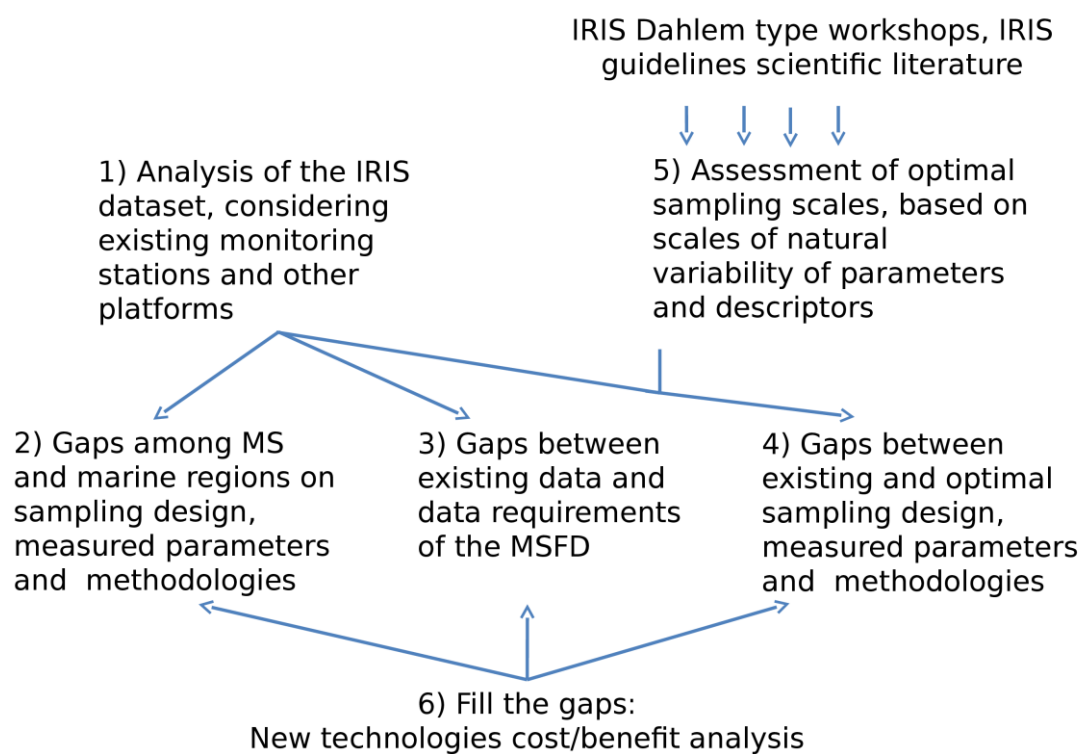 IRIS Dahlem type workshops, IRIS
guidelines scientific literature
1) Analysis of the IRIS
dataset, considering
existing monitoring
stations and other
platforms
5) Assessment of optimal
sampling scales, based on
scales of natural
variability of parameters
and descriptors
2) Gaps among MS
and marine regions on
sampling design,
measured parameters
and  methodologies
3) Gaps between
existing data and
data requirements
of the MSFD
4) Gaps between
existing and optimal
sampling design,
measured parameters
and  methodologies
6) Fill the gaps:
New technologies cost/benefit analysis